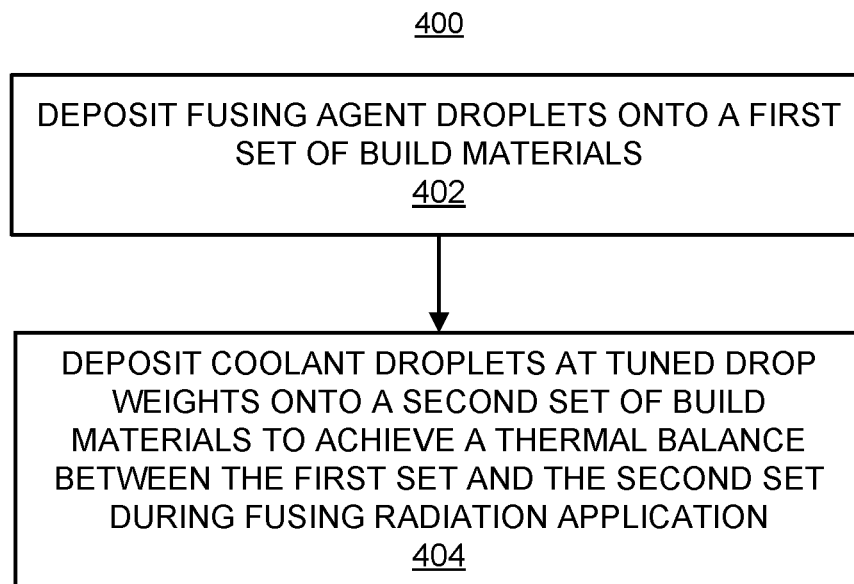 400
DEPOSIT FUSING AGENT DROPLETS ONTO A FIRST
SET OF BUILD MATERIALS
402
DEPOSIT COOLANT DROPLETS AT TUNED DROP
WEIGHTS ONTO A SECOND SET OF BUILD
MATERIALS TO ACHIEVE A THERMAL BALANCE
BETWEEN THE FIRST SET AND THE SECOND SET
DURING FUSING RADIATION APPLICATION
404